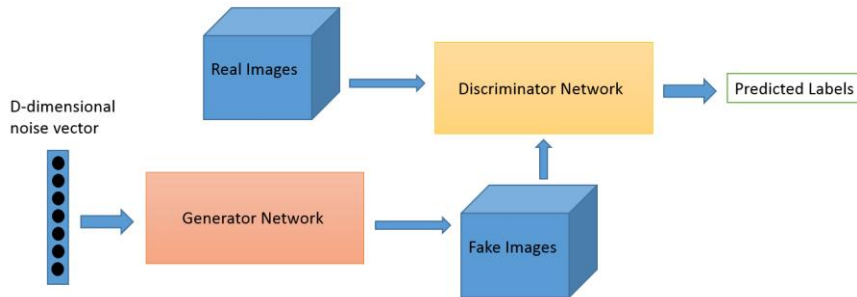 Real Images
Discriminator Network
Predicted Labels
D-dimensional
noise vector
Generator Network
Fake Images